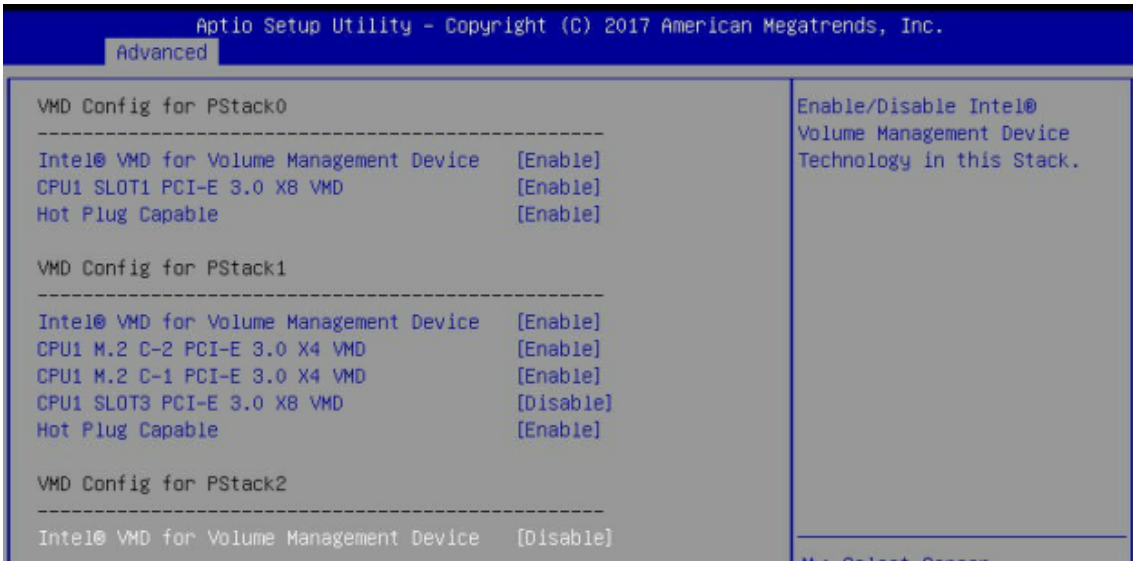 Aptio Setup Utility – Copyright (C) 2017 American Megatrends, Inc.
Advanced
VMD Config for PStack0
------------------------------------------------------------
Intel® VMD for Volume Management Device [Enable]
CPU1 SLOT1 PCI-E 3.0 X8 VMD [Enable]
Hot Plug Capable [Enable]
VMD Config for PStack1
------------------------------------------------------------
Intel® VMD for Volume Management Device [Enable]
CPU1 M.2 C-2 PCI-E 3.0 X4 VMD [Enable]
CPU1 M.2 C-1 PCI-E 3.0 X4 VMD [Enable]
CPU1 SLOT3 PCI-E 3.0 X8 VMD [Disable]
Hot Plug Capable [Enable]
VMD Config for PStack2
------------------------------------------------------------
Intel® VMD for Volume Management Device [Disable]
Enable/Disable Intel®
Volume Management Device
Technology in this Stack.